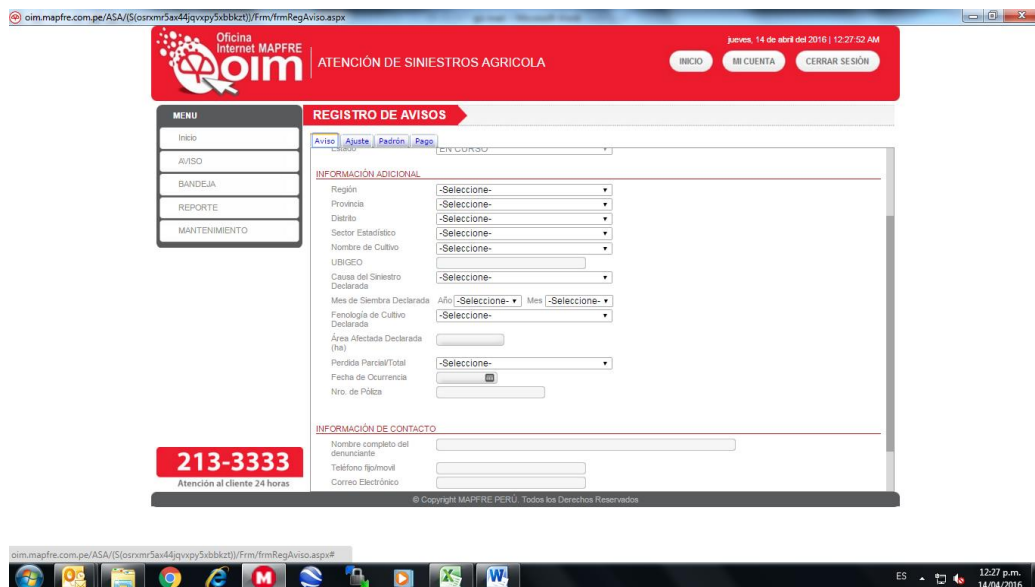 oim.mapfre.com.pe/ASA/(S(osrxmr5ax44jqvxpy5xbbkzt))/Frm/frmRegAviso.aspx
Oficina
Internet MAPFRE
oim
ATENCIÓN DE SINIESTROS AGRICOLA
jueves, 14 de abril del 2016 | 12:27:52 AM
INICIO MI CUENTA CERRAR SESIÓN
MENU
Inicio
AVISO
BANDEJA
REPORTE
MANTENIMIENTO
REGISTRO DE AVISOS
Aviso Ajuste Padrón Pago
Estado EN CURSO
INFORMACIÓN ADICIONAL
Región -Seleccione-
Provincia -Seleccione-
Distrito -Seleccione-
Sector Estadístico -Seleccione-
Nombre de Cultivo -Seleccione-
UBIGEO
Causa del Siniestro
Declarada -Seleccione-
Mes de Siembra Declarada Año -Seleccione- Mes -Seleccione-
Fenología de Cultivo
Declarada -Seleccione-
Área Afectada Declarada
(ha)
Perdida Parcial/Total -Seleccione-
Fecha de Ocurrencia
Nro. de Póliza
INFORMACIÓN DE CONTACTO
Nombre completo del
denunciante
Teléfono fijo/movil
Correo Electrónico
213-3333
Atención al cliente 24 horas
© Copyright MAPFRE PERÚ. Todos los Derechos Reservados
oim.mapfre.com.pe/ASA/(S(osrxmr5ax44jqvxpy5xbbkzt))/Frm/frmRegAviso.aspx#
ES 12:27 p.m.
14/04/2016